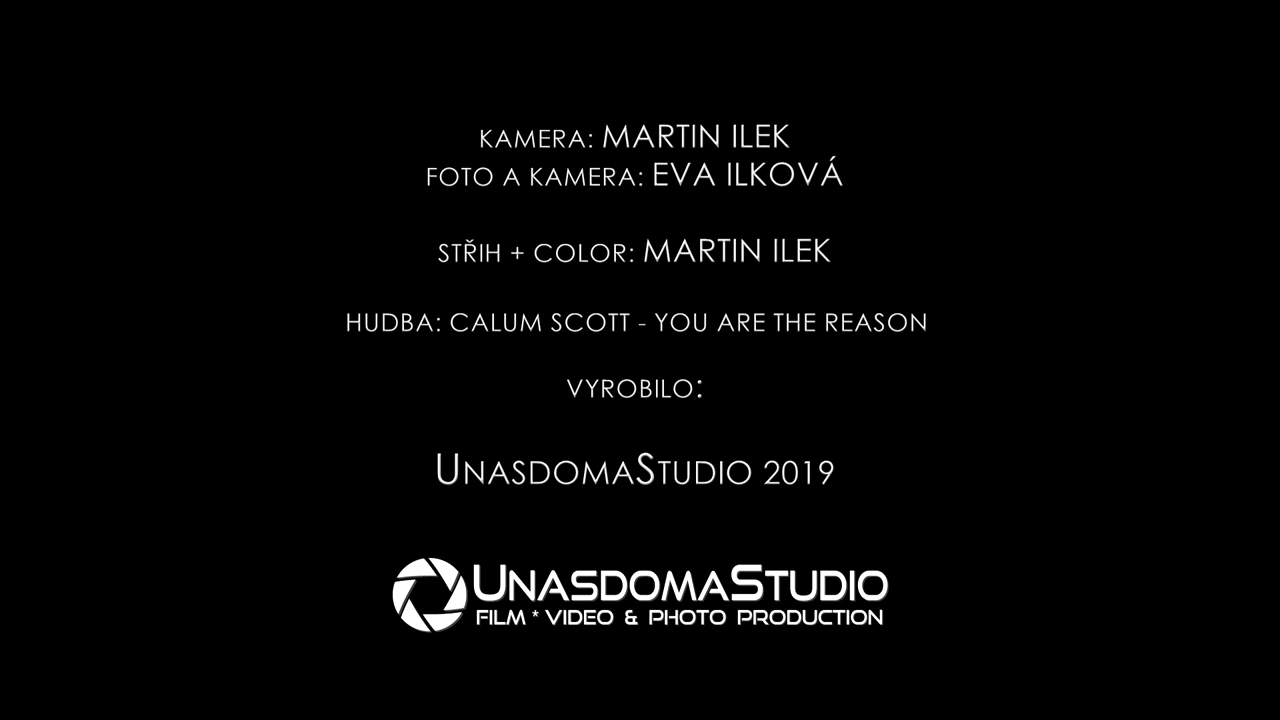 KAMERA: MARTIN ILEK
FOTO A KAMERA: EVA ILKOVÁ
STŘIH + COLOR: MARTIN ILEK
HUDBA: CALUM SCOTT - YOU ARE THE REASON
VYROBILO:
UNASDOMASTUDIO 2019
UNASDOMASTUDIO
FILM * VIDEO & PHOTO PRODUCTION